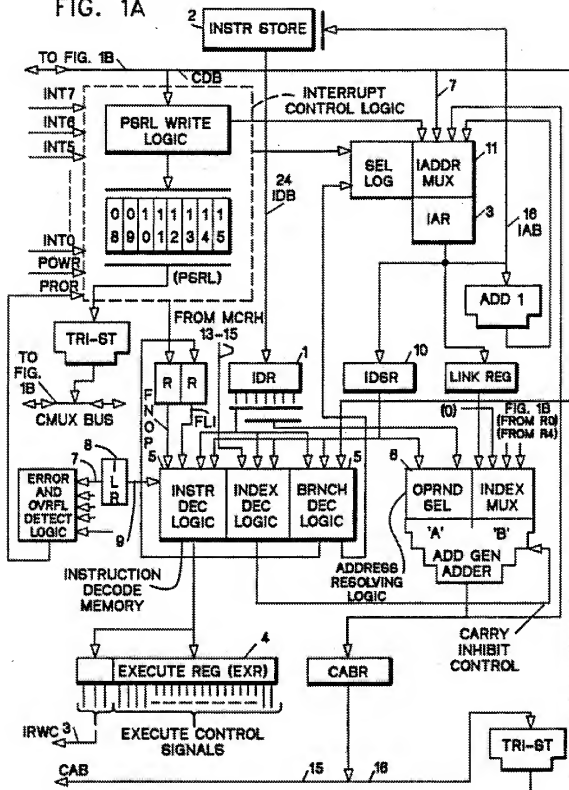 FIG. 1A
2
INSTR STORE
TO FIG. 1B
CDB
INT7
INT6
INT5
INT0
POWR
PROR
INTERRUPT
CONTROL LOGIC
7
PSRL WRITE
LOGIC
SEL
LOG
IADDR
MUX
11
IAR
3
24
IDB
16
IAB
0 0 1 1 1 1 1 1
8 9 0 1 2 3 4 5
(PSRL)
ADD 1
FROM MCRH
13-15
TRI-ST
TO
FIG.
1B
CMUX BUS
R R
1
IDR
10
IDSR
LINK REG
FNOP
FLI
(0)
FIG. 1B
(FROM R0)
(FROM R4)
8
7
ERROR
AND
OVRFL
DETECT
LOGIC
ILR
9
5
INSTR
DEC
LOGIC
INDEX
DEC
LOGIC
BRNCH
DEC
LOGIC
5
6
OPRND
SEL
INDEX
MUX
'A'
'B'
ADD GEN
ADDER
INSTRUCTION
DECODE
MEMORY
ADDRESS
RESOLVING
LOGIC
CARRY
INHIBIT
CONTROL
4
EXECUTE REG (EXR)
CABR
IRWC
3
EXECUTE CONTROL
SIGNALS
TRI-ST
CAB
15
16